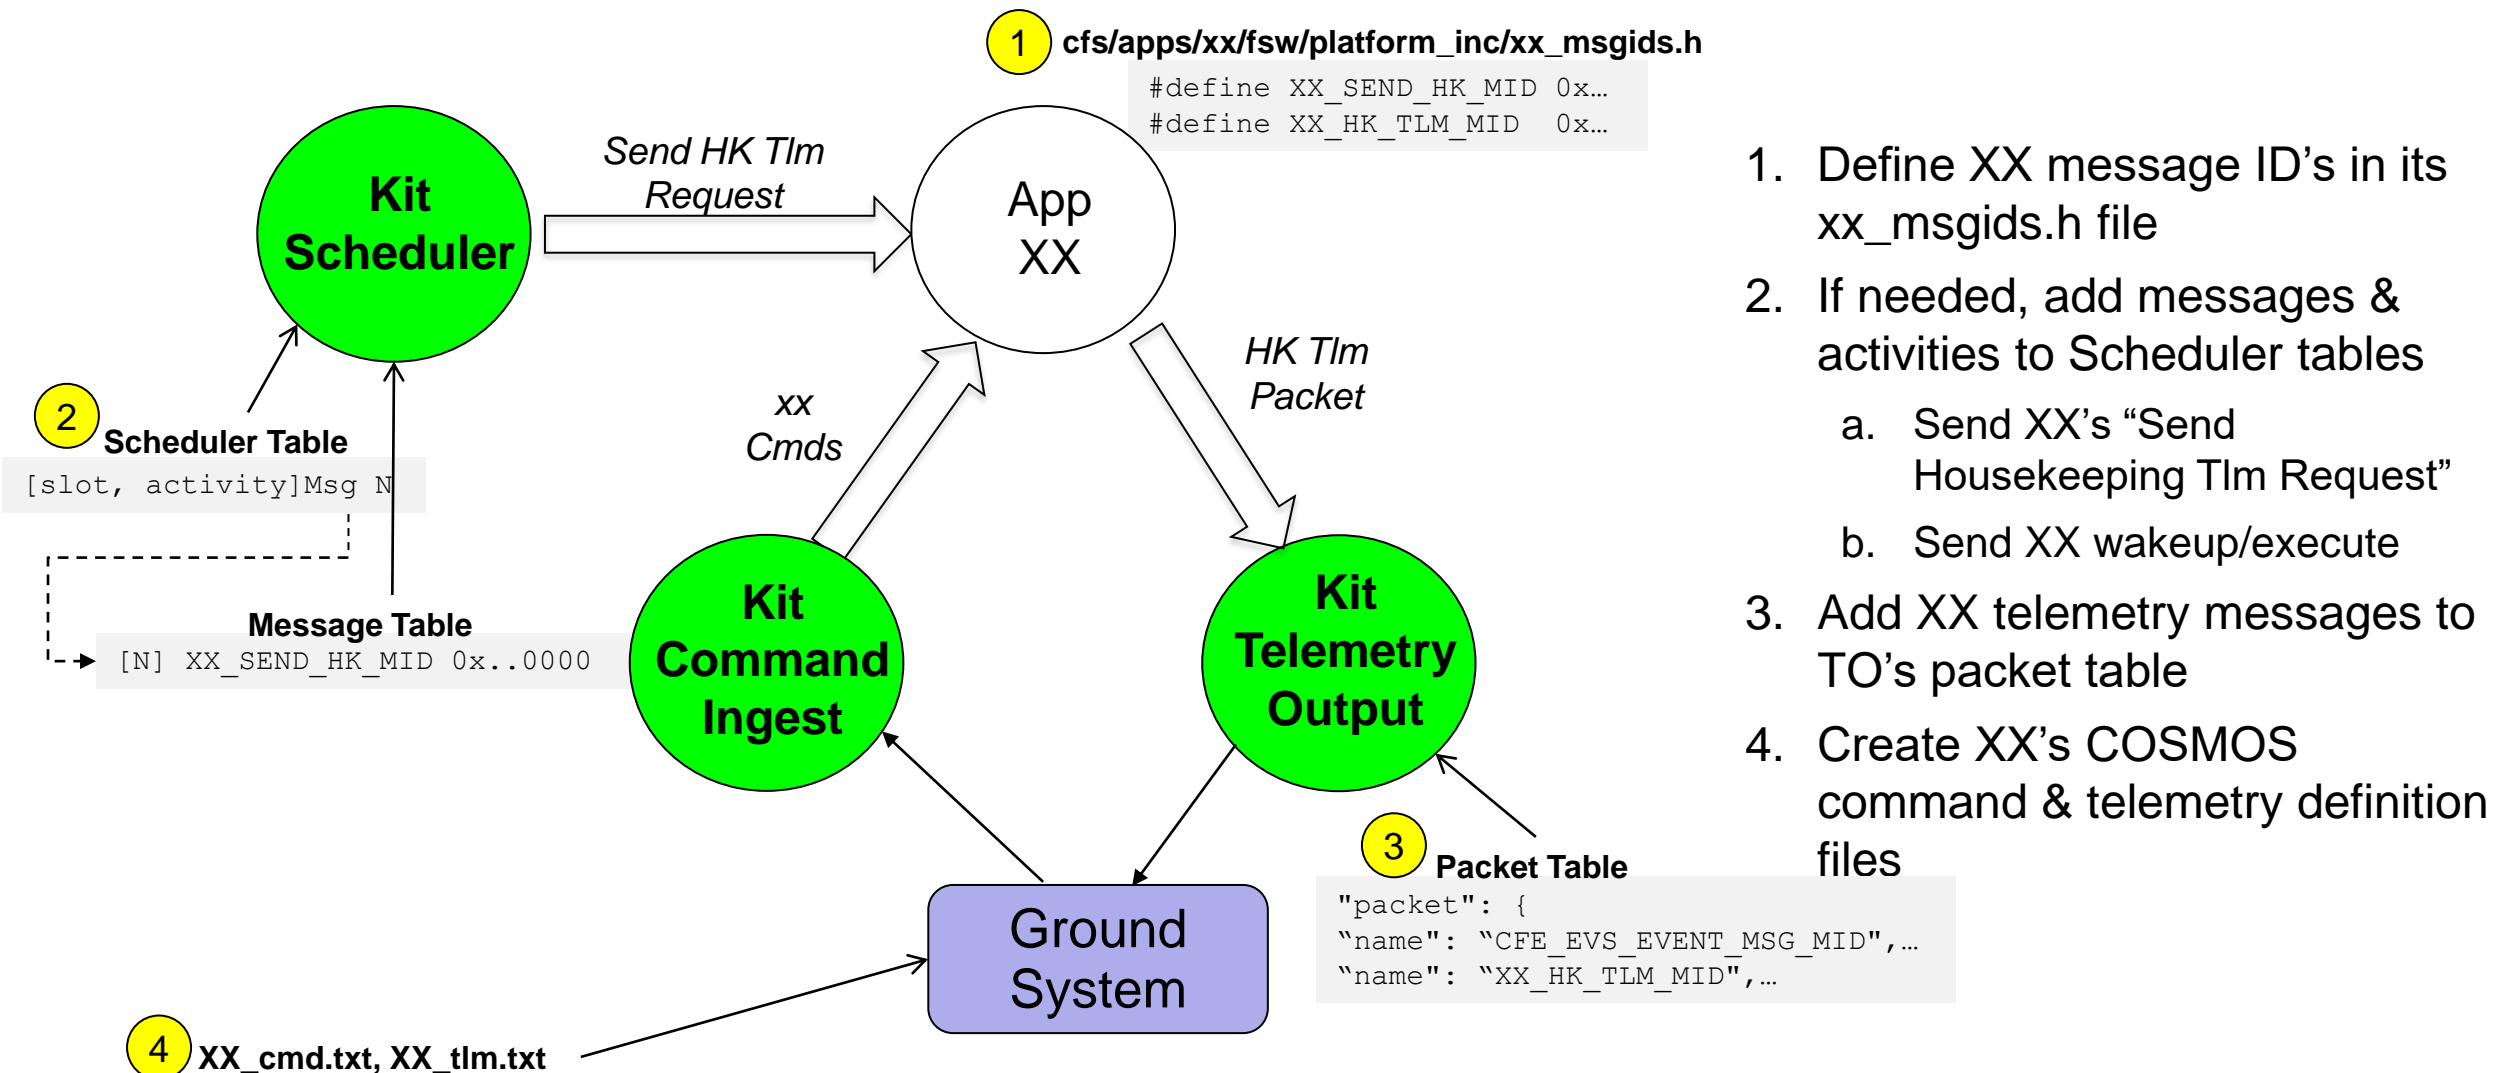 1
cfs/apps/xx/fsw/platform_inc/xx_msgids.h
#define XX_SEND_HK_MID 0x…
#define XX_HK_TLM_MID  0x…
Kit
Scheduler
Send HK Tlm
Request
App
XX
2
Scheduler Table
[slot, activity]Msg N
Message Table
[N] XX_SEND_HK_MID 0x..0000
xx
Cmds
HK Tlm
Packet
Kit
Command
Ingest
Kit
Telemetry
Output
3
Packet Table
"packet": {
“name": “CFE_EVS_EVENT_MSG_MID",…
“name": “XX_HK_TLM_MID",…
Ground
System
4
XX_cmd.txt, XX_tlm.txt
1. Define XX message ID’s in its
xx_msgids.h file
2. If needed, add messages &
activities to Scheduler tables
a. Send XX’s “Send
Housekeeping Tlm Request”
b. Send XX wakeup/execute
3. Add XX telemetry messages to
TO’s packet table
4. Create XX’s COSMOS
command & telemetry definition
files